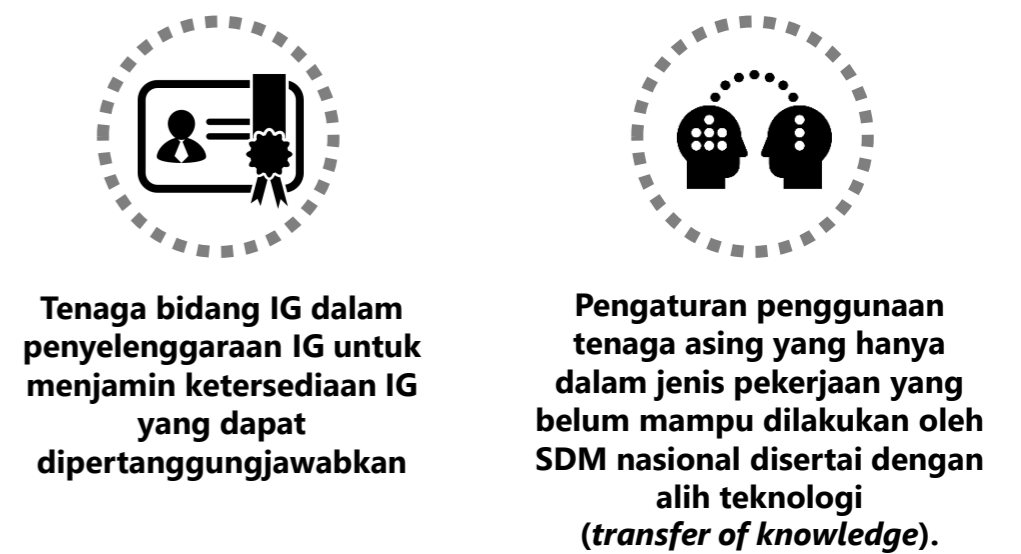 Tenaga bidang IG dalam
penyelenggaraan IG untuk
menjamin ketersediaan IG
yang dapat
dipertanggungjawabkan
Pengaturan penggunaan
tenaga asing yang hanya
dalam jenis pekerjaan yang
belum mampu dilakukan oleh
SDM nasional disertai dengan
alih teknologi
(transfer of knowledge).